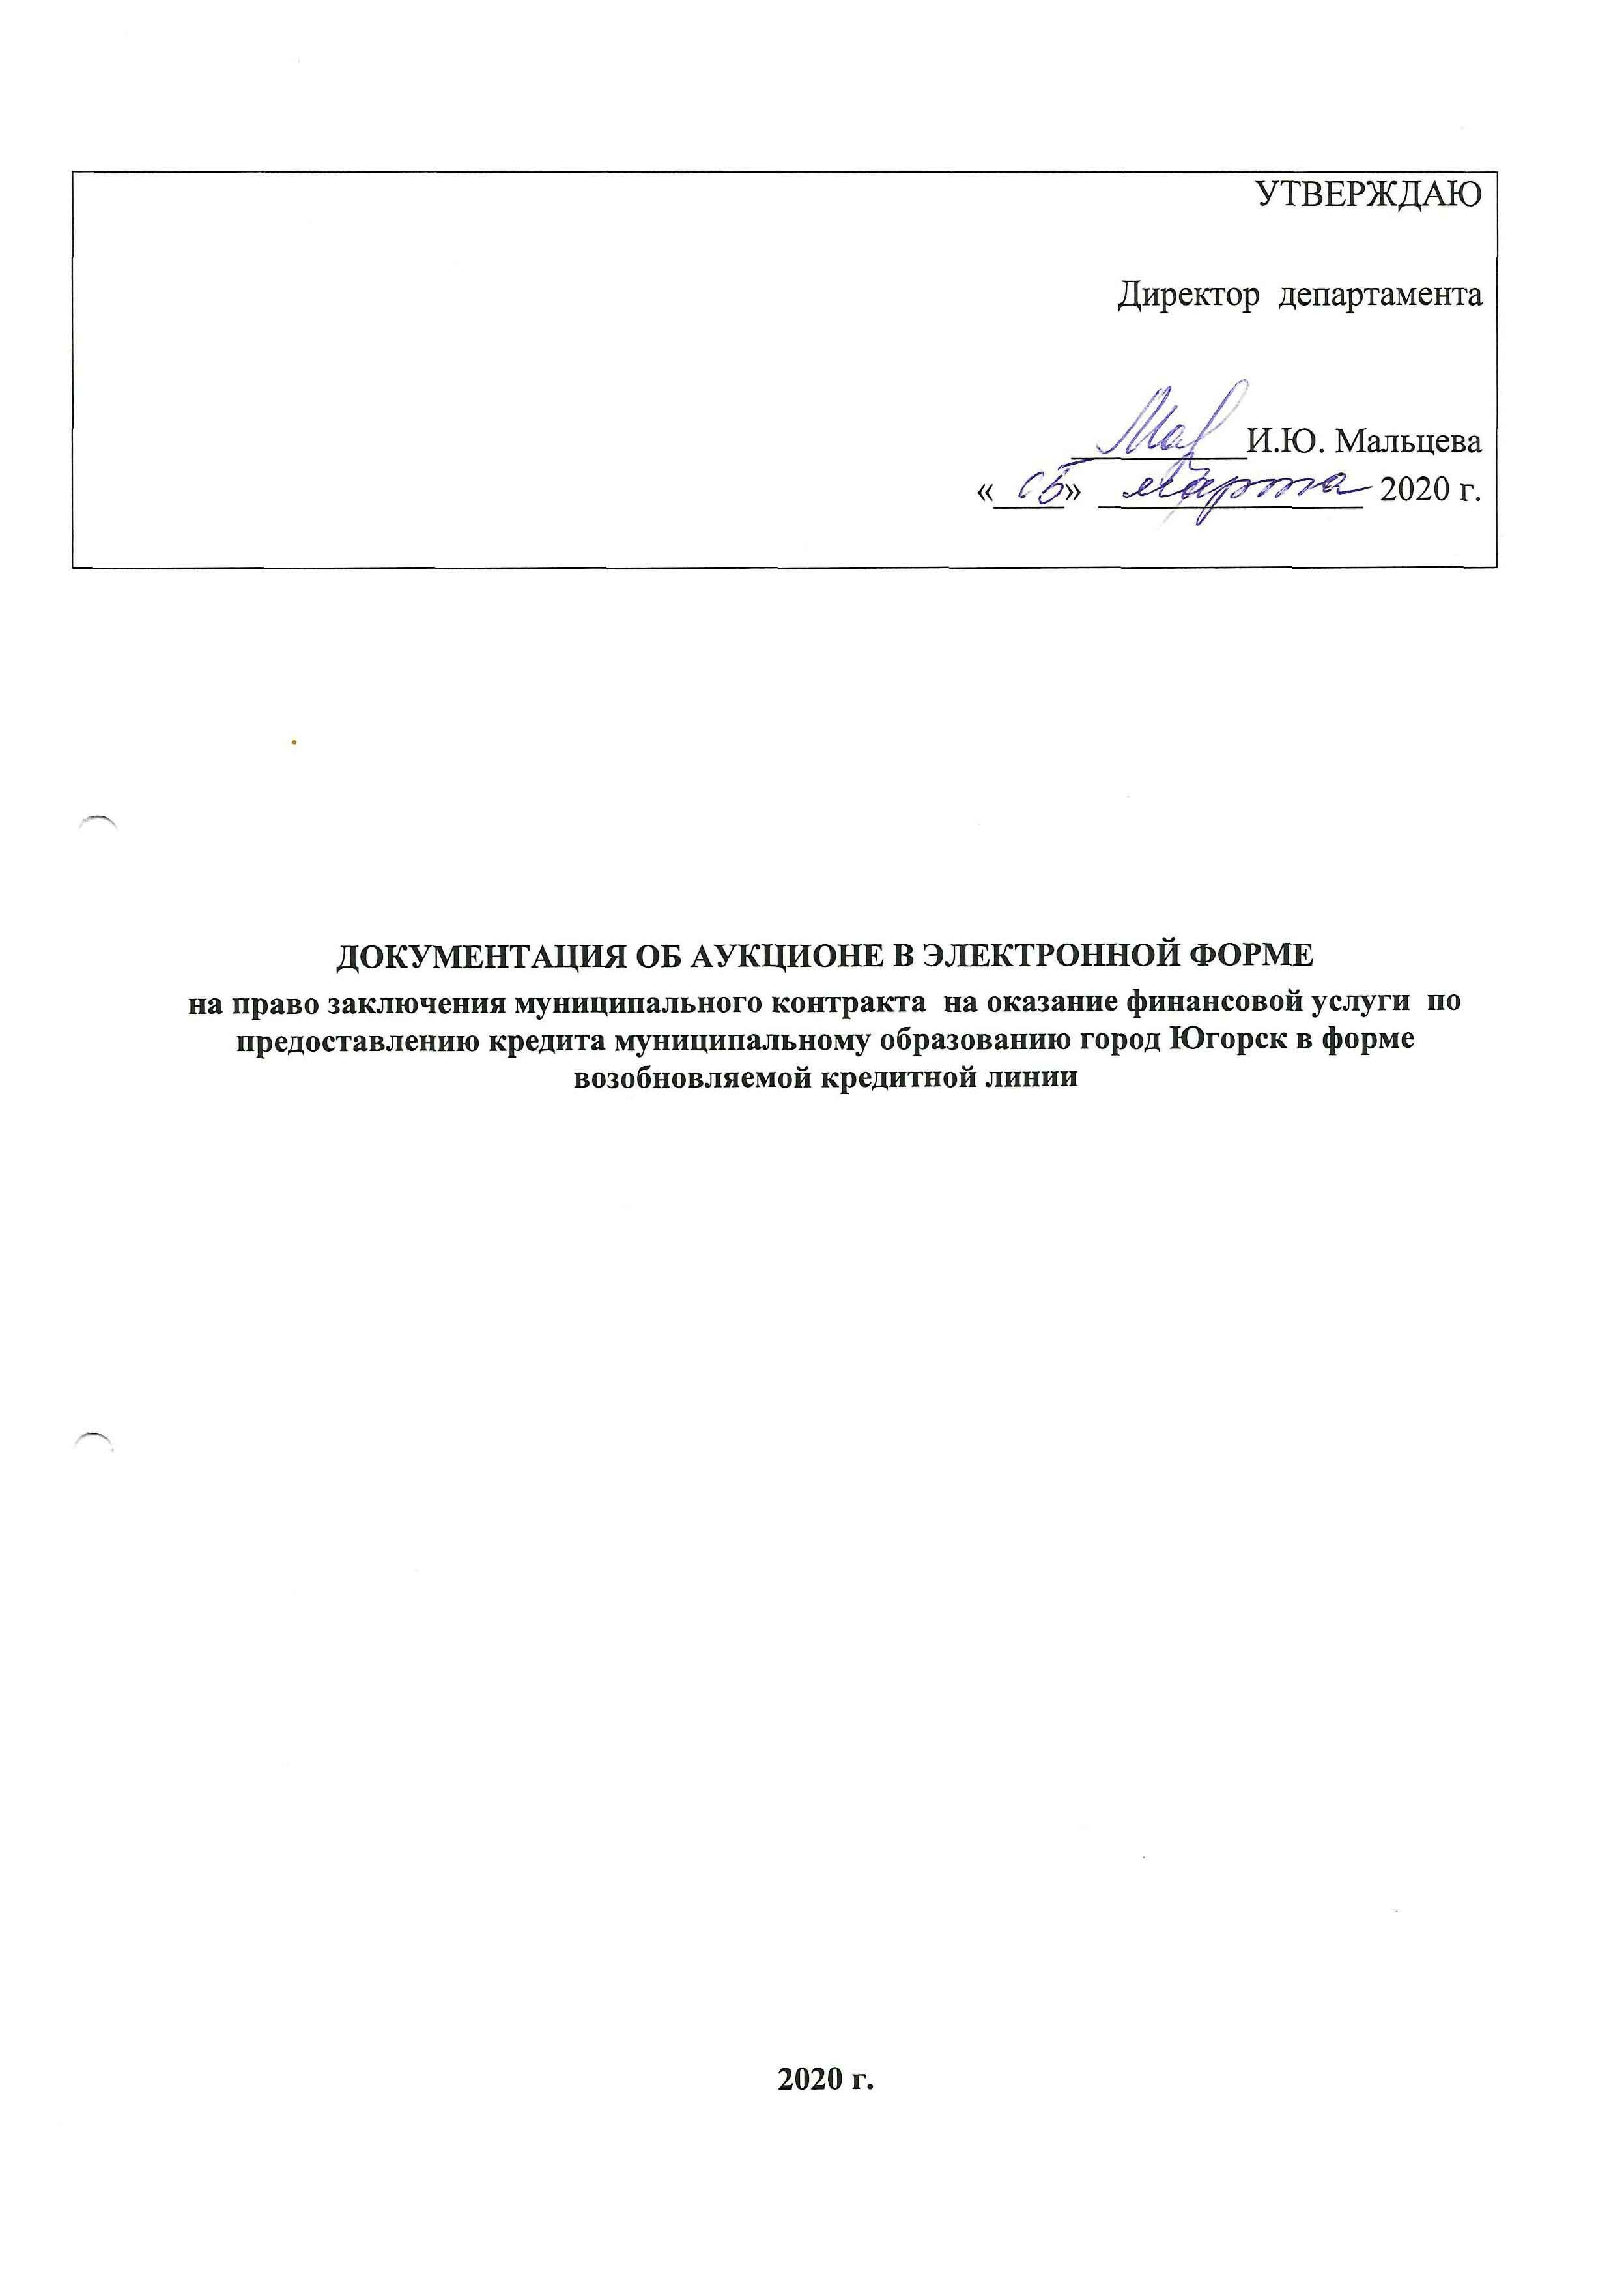 УТВЕРЖДАЮ
Директор департамента
И.Ю. Мальцева
«05» марта 2020 г.
ДОКУМЕНТАЦИЯ ОБ АУКЦИОНЕ В ЭЛЕКТРОННОЙ ФОРМЕ
на право заключения муниципального контракта на оказание финансовой услуги по
предоставлению кредита муниципальному образованию город Югорск в форме
возобновляемой кредитной линии
2020 г.